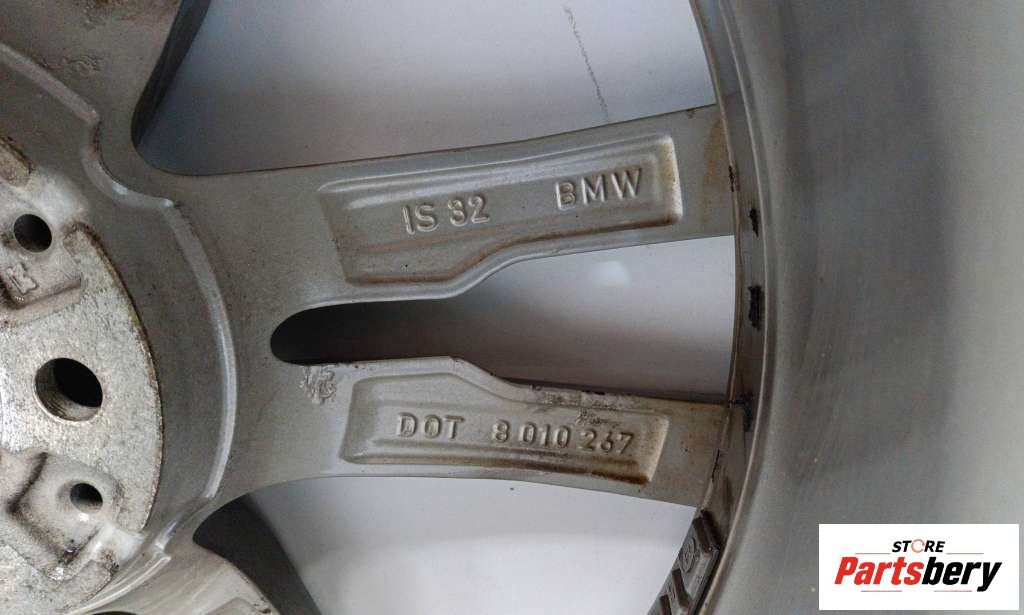 IS 32 BMW
DOT 8 010 267
STORE
Partsbery